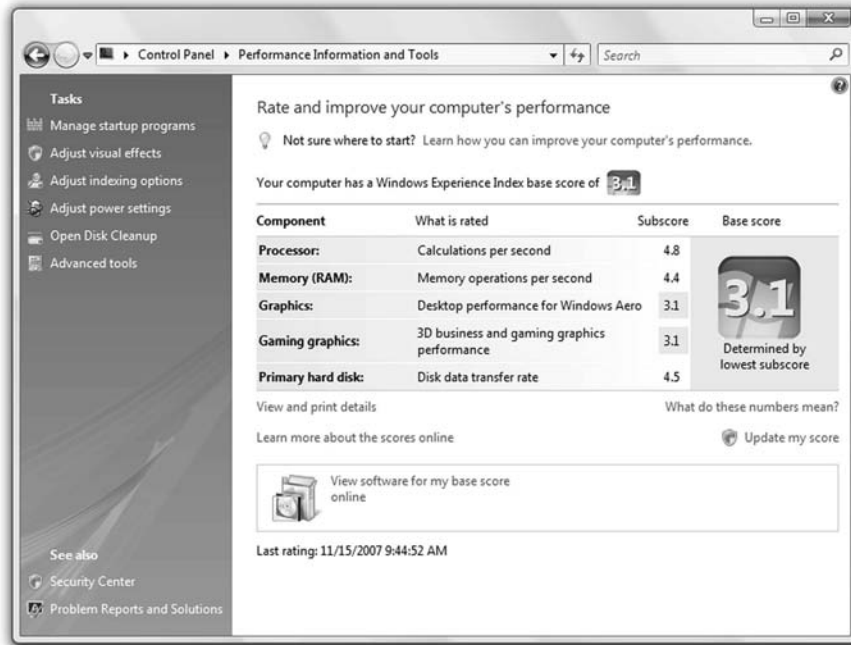 Control Panel
Performance Information and Tools
Search
Tasks
Manage startup programs
Adjust visual effects
Adjust indexing options
Adjust power settings
Open Disk Cleanup
Advanced tools
See also
Security Center
Problem Reports and Solutions
Rate and improve your computer's performance
Not sure where to start? Learn how you can improve your computer's performance.
Your computer has a Windows Experience Index base score of 3.1
Component What is rated Subscore Base score
Processor: Calculations per second 4.8
Memory (RAM): Memory operations per second 4.4
Graphics: Desktop performance for Windows Aero 3.1
Gaming graphics: 3D business and gaming graphics
performance 3.1
Primary hard disk: Disk data transfer rate 4.5
3.1
Determined by
lowest subscore
View and print details What do these numbers mean?
Learn more about the scores online Update my score
View software for my base score
online
Last rating: 11/15/2007 9:44:52 AM